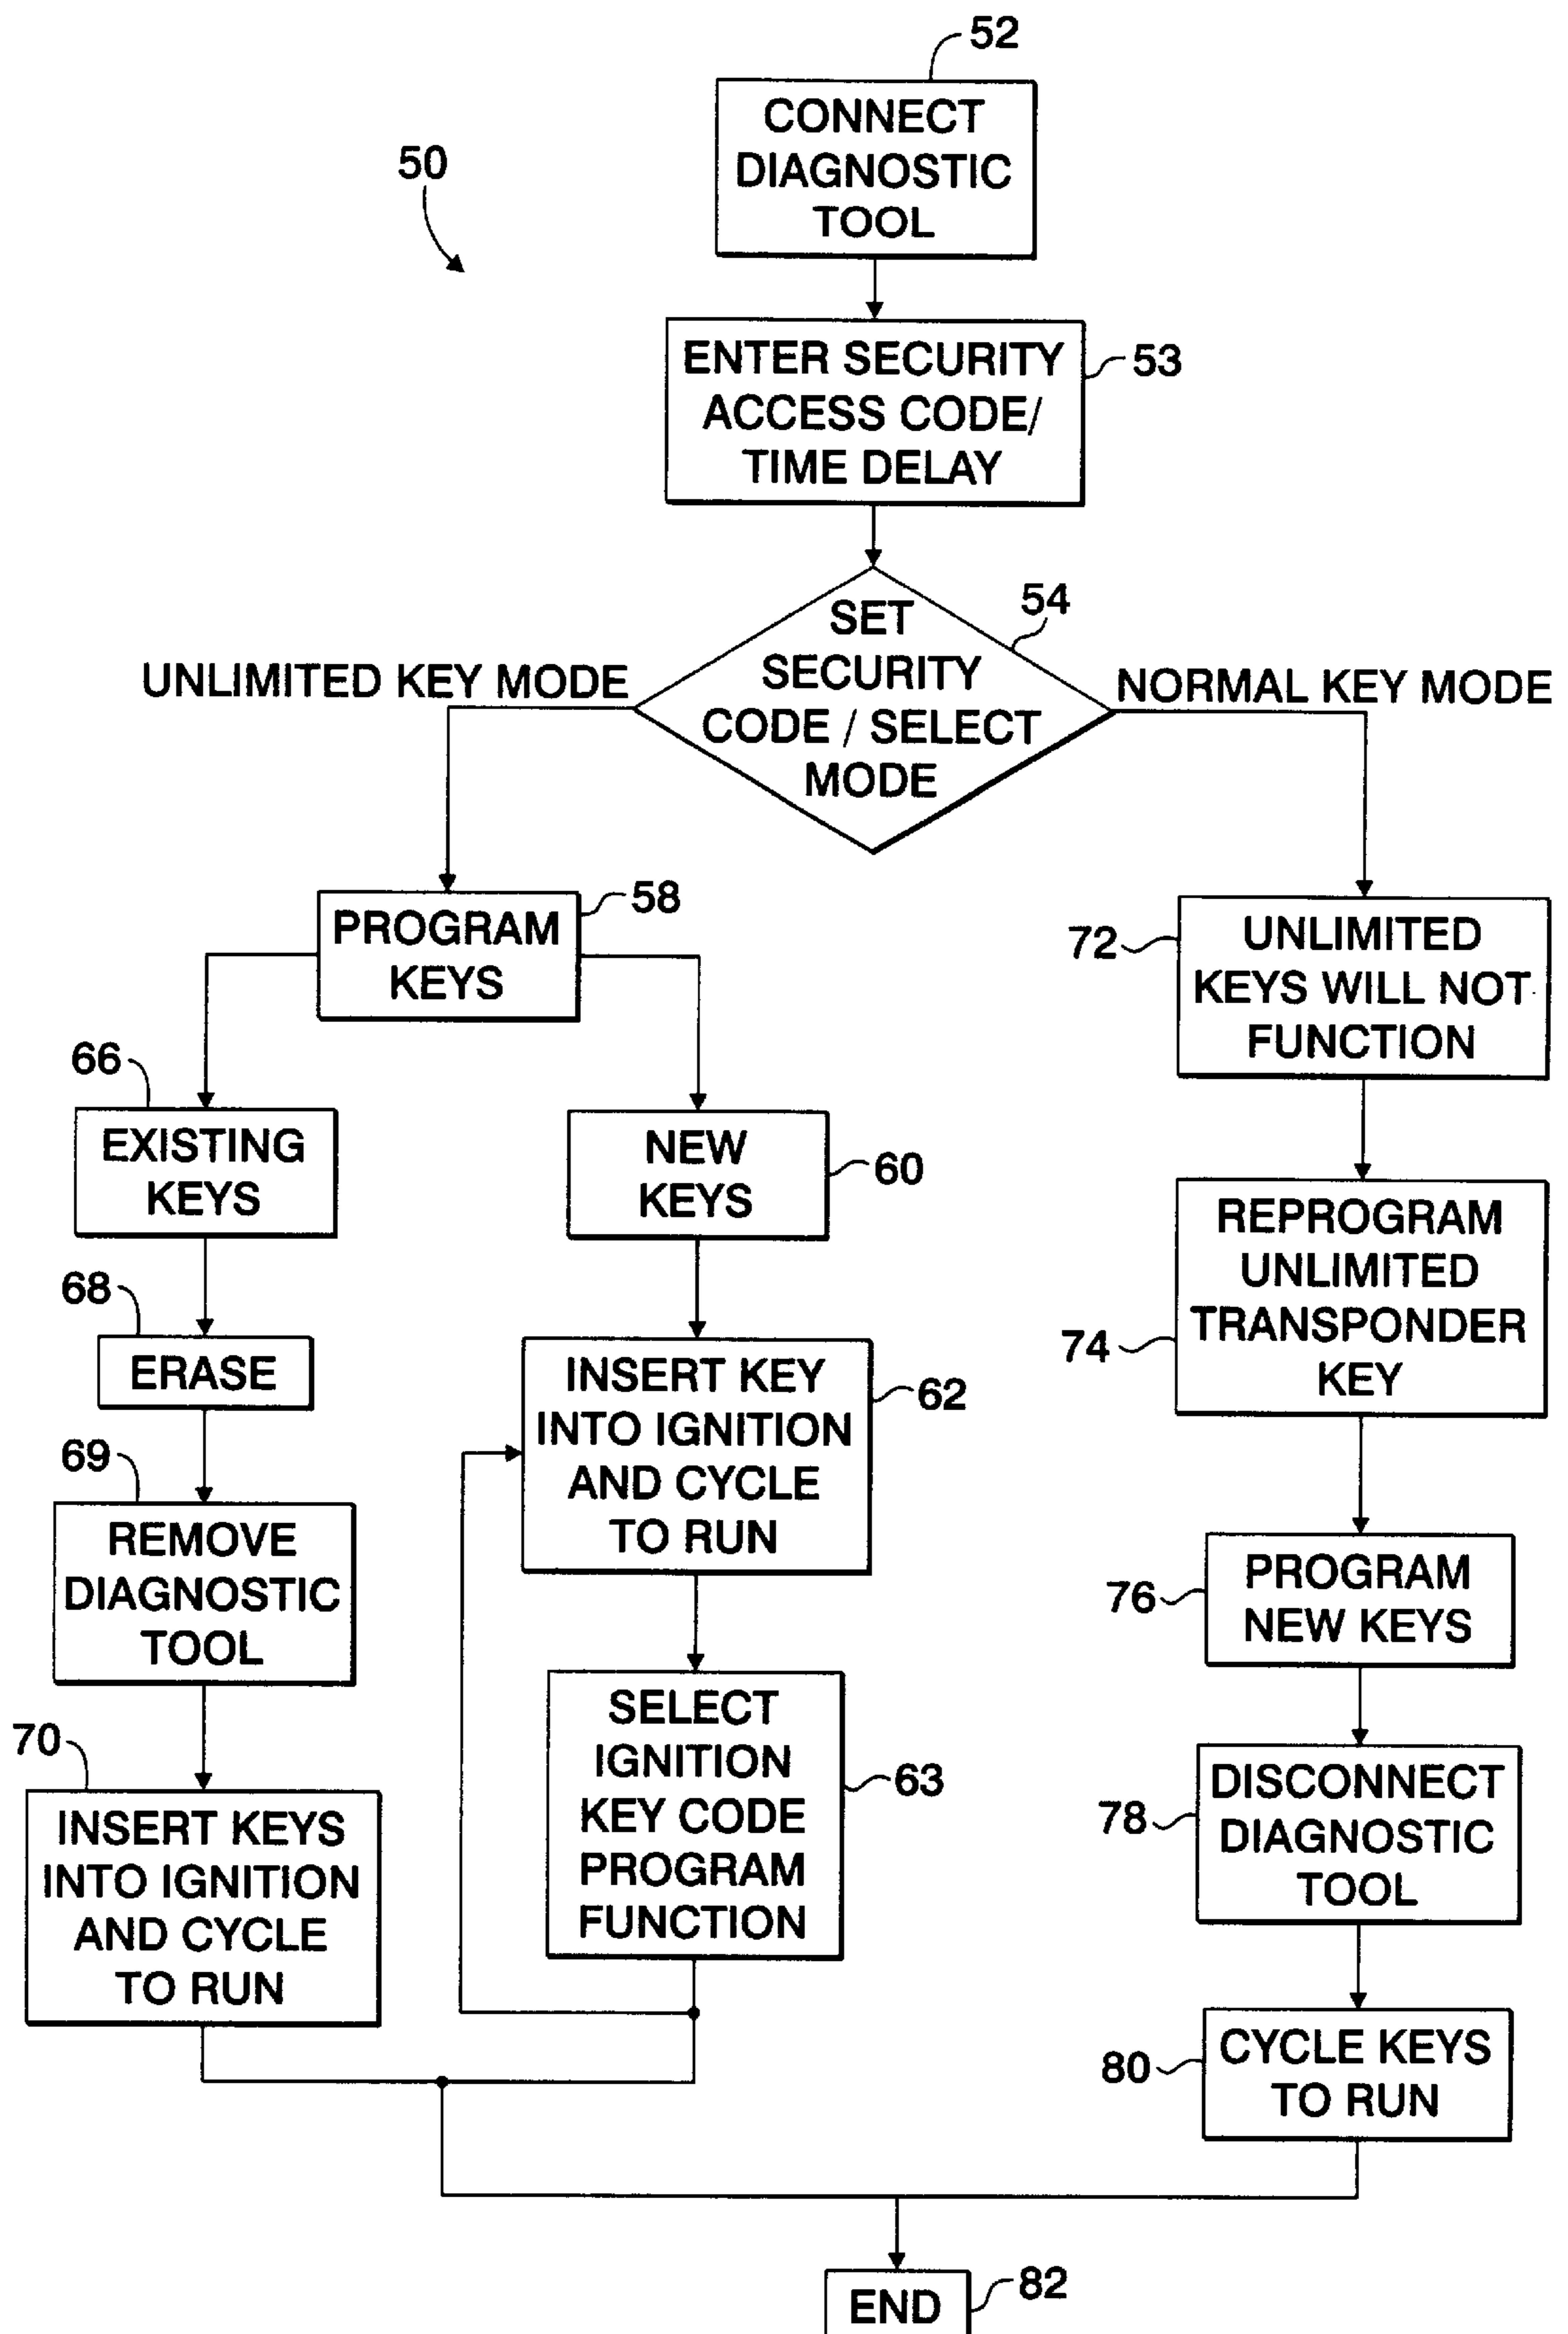 52
CONNECT
DIAGNOSTIC
TOOL
50
ENTER SECURITY
ACCESS CODE/
TIME DELAY
53
SET
SECURITY
CODE / SELECT
MODE
54
UNLIMITED KEY MODE
NORMAL KEY MODE
PROGRAM
KEYS
58
66
EXISTING
KEYS
68
ERASE
69
REMOVE
DIAGNOSTIC
TOOL
70
INSERT KEYS
INTO IGNITION
AND CYCLE
TO RUN
NEW
KEYS
60
INSERT KEY
INTO IGNITION
AND CYCLE
TO RUN
62
SELECT
IGNITION
KEY CODE
PROGRAM
FUNCTION
63
72
UNLIMITED
KEYS WILL NOT
FUNCTION
74
REPROGRAM
UNLIMITED
TRANSPONDER
KEY
76
PROGRAM
NEW KEYS
78
DISCONNECT
DIAGNOSTIC
TOOL
80
CYCLE KEYS
TO RUN
END
82